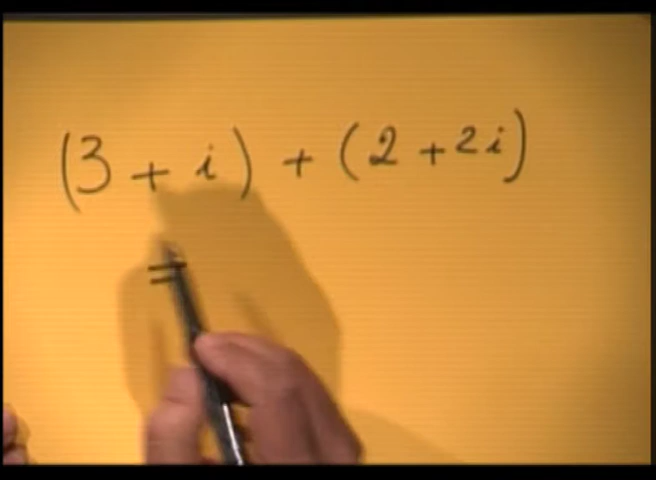 (3 + i) + (2 + 2i)
=